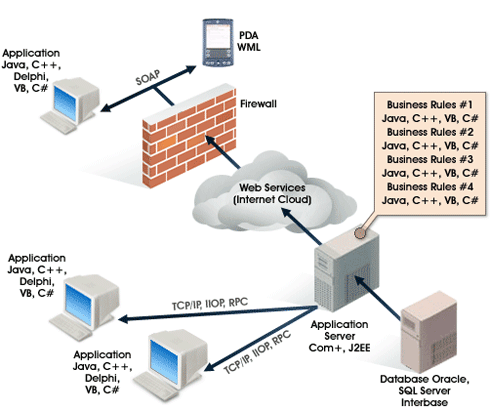 PDA
WML
Application
Java, C++,
Delphi,
VB, C#
SOAP
Firewall
Business Rules #1
Java, C++, VB, C#
Business Rules #2
Java, C++, VB, C#
Business Rules #3
Java, C++, VB, C#
Business Rules #4
Java, C++, VB, C#
Web Services
(Internet Cloud)
Application
Java, C++,
Delphi,
VB, C#
TCP/IP, IIOP, RPC
Application
Server
Com+, J2EE
TCP/IP, IIOP, RPC
Application
Java, C++,
Delphi,
VB, C#
Database Oracle,
SQL Server
Interbase